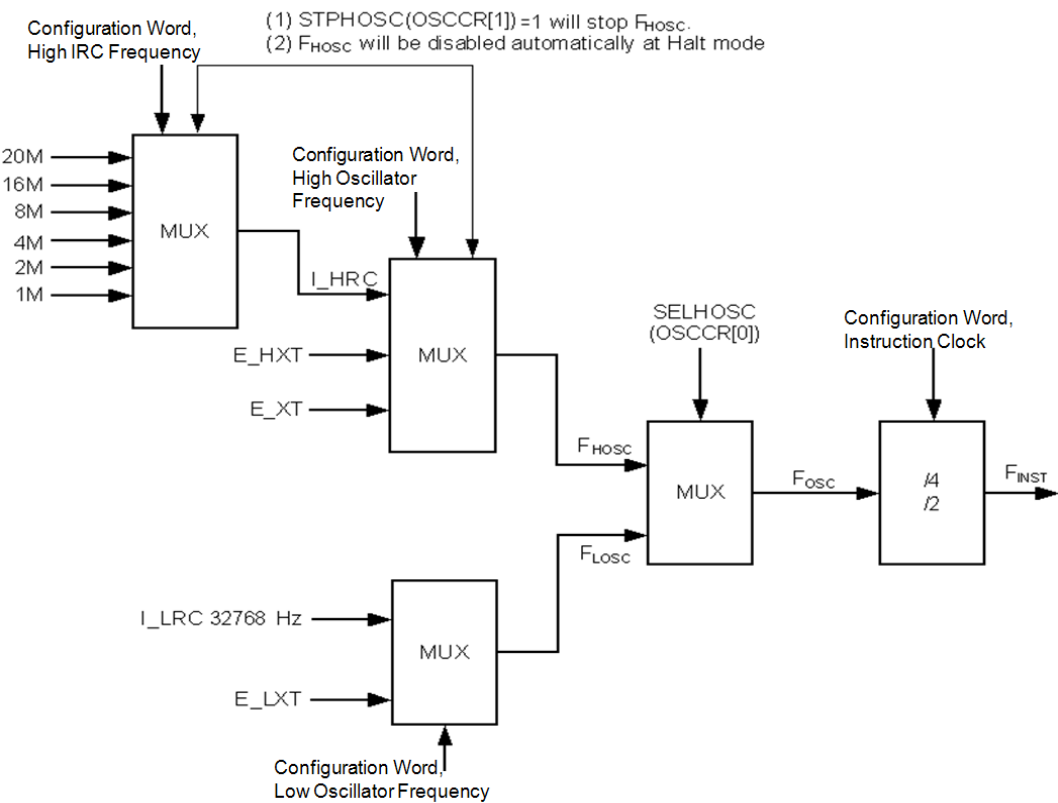 (1) STPHOSC(OSCCR[1])=1 will stop FHOSC.
(2) FHOSC will be disabled automatically at Halt mode
Configuration Word,
High IRC Frequency
20M
16M
8M
4M
2M
1M
MUX
Configuration Word,
High Oscillator
Frequency
I_HRC
E_HXT
E_XT
MUX
SELHOSC
(OSCCR[0])
Configuration Word,
Instruction Clock
FHOSC
FLOSC
MUX
FOSC
/4
/2
FINST
I_LRC 32768 Hz
E_LXT
MUX
Configuration Word,
Low Oscillator Frequency